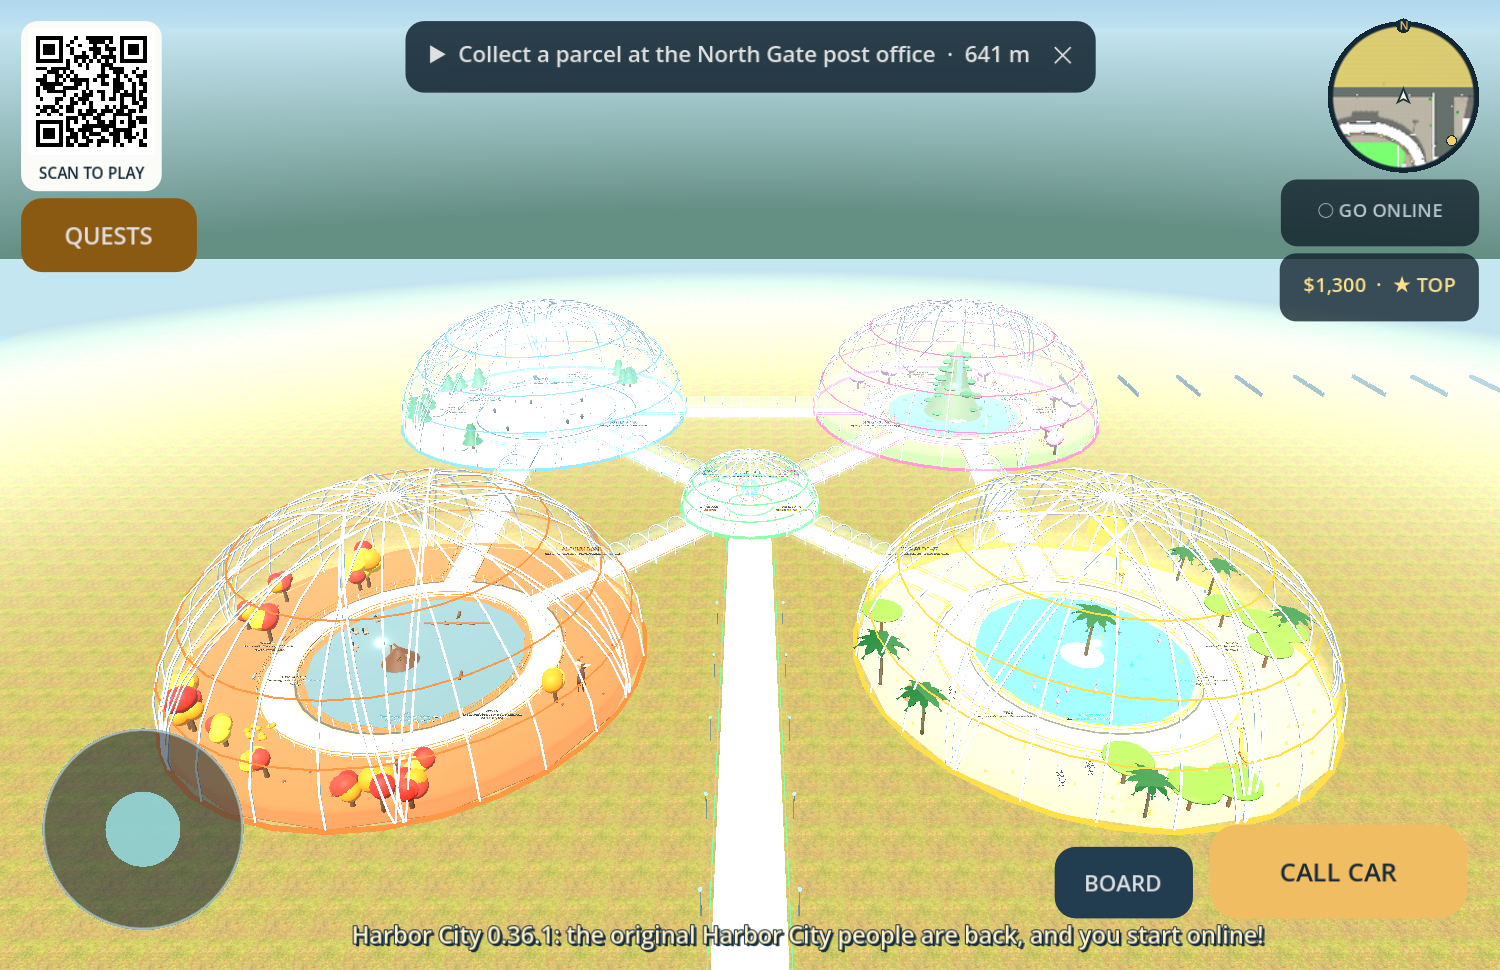 SCAN TO PLAY
QUESTS
Collect a parcel at the North Gate post office · 641 m
N
GO ONLINE
$1,300 · ★ TOP
BOARD
CALL CAR
Harbor City 0.36.1: the original Harbor City people are back, and you start online!